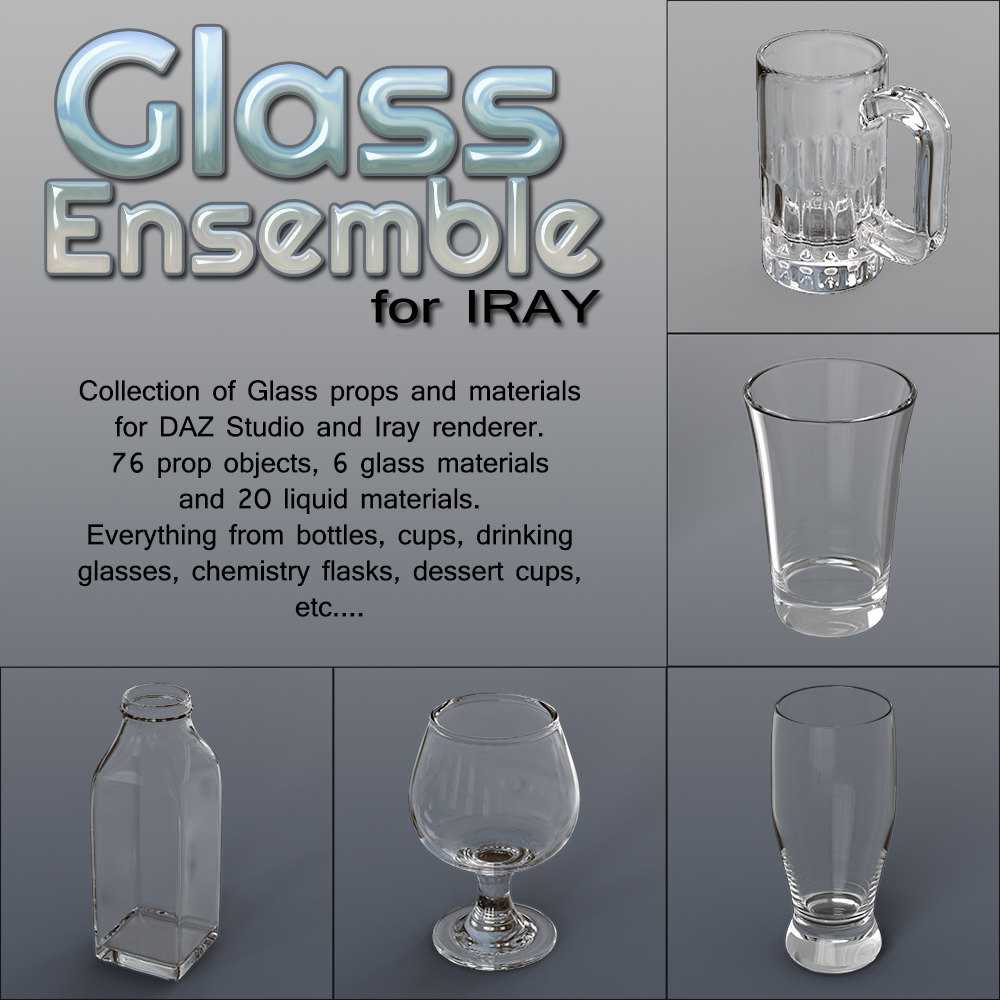 Glass
Ensemble
for IRAY
Collection of Glass props and materials
for DAZ Studio and Iray renderer.
76 prop objects, 6 glass materials
and 20 liquid materials.
Everything from bottles, cups, drinking
glasses, chemistry flasks, dessert cups,
etc....